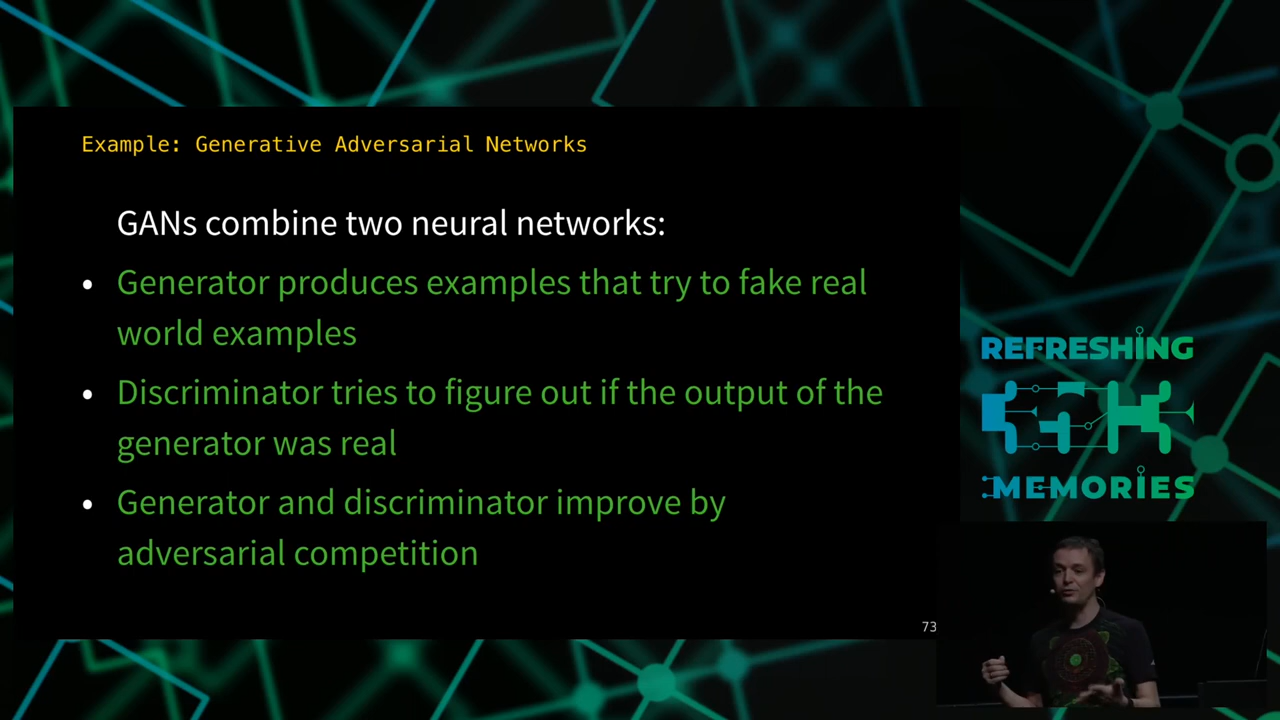 Example: Generative Adversarial Networks
GANs combine two neural networks:
• Generator produces examples that try to fake real
world examples
• Discriminator tries to figure out if the output of the
generator was real
• Generator and discriminator improve by
adversarial competition
73
REFRESHING
MEMORIES